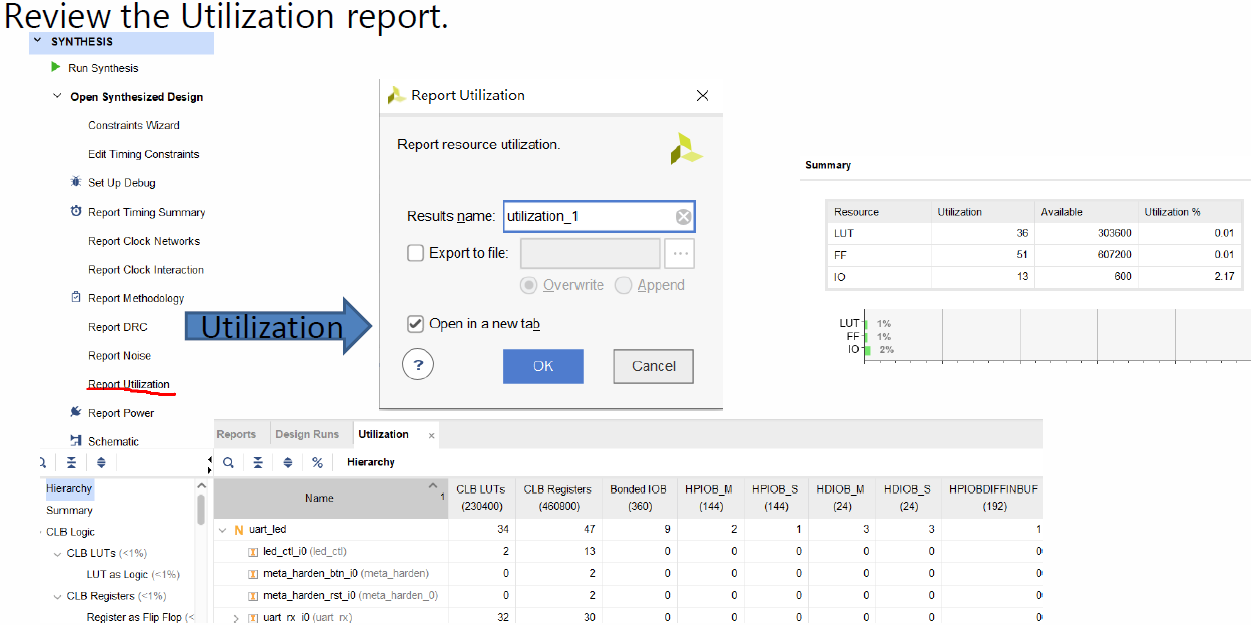 Review the Utilization report.
SYNTHESIS
Run Synthesis
Open Synthesized Design
Constraints Wizard
Edit Timing Constraints
Set Up Debug
Report Timing Summary
Report Clock Networks
Report Clock Interaction
Report Methodology
Report DRC
Report Noise
Report Utilization
Report Power
Schematic
Utilization
Report Utilization
Report resource utilization.
Results name: utilization_1
Export to file:
...
Overwrite Append
Open in a new tab
?
OK Cancel
Summary
Resource Utilization Available Utilization %
LUT 36 303600 0.01
FF 51 607200 0.01
IO 13 600 2.17
LUT 1%
FF 1%
IO 2%
Reports Design Runs Utilization x
% Hierarchy
Hierarchy
Summary
CLB Logic
CLB LUTs (<1%)
LUT as Logic (<1%)
CLB Registers (<1%)
Register as Flip Flop (<
Name 1 CLB LUTs CLB Registers Bonded IOB HPIOB_M HPIOB_S HDIOB_M HDIOB_S HPIOBDIFFINBUF
(230400) (460800) (360) (144) (144) (24) (24) (192)
N uart_led 34 47 9 2 1 3 3 1
led_ctl_i0 (led_ctl) 2 13 0 0 0 0 0 0
meta_harden_btn_i0 (meta_harden) 0 2 0 0 0 0 0 0
meta_harden_rst_i0 (meta_harden_0) 0 2 0 0 0 0 0 0
uart_rx_i0 (uart_rx) 32 30 0 0 0 0 0 0